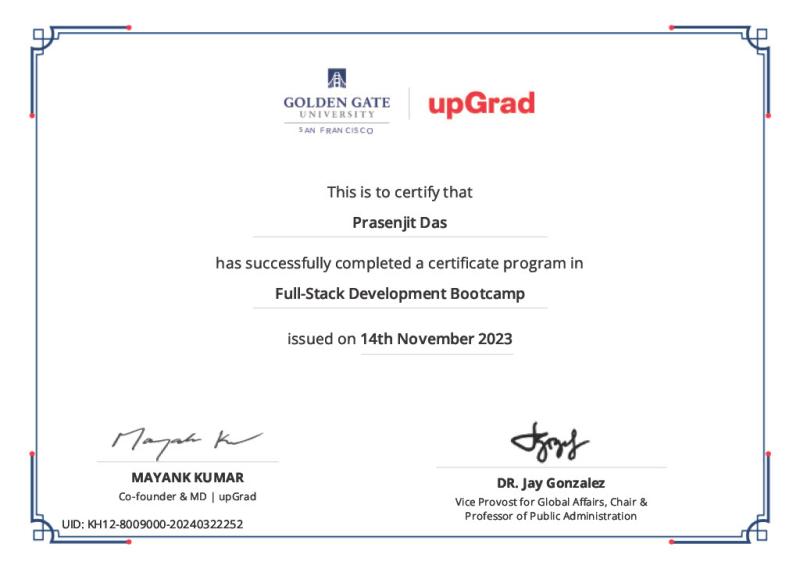 GOLDEN GATE
UNIVERSITY
SAN FRANCISCO
upGrad
This is to certify that
Prasenjit Das
has successfully completed a certificate program in
Full-Stack Development Bootcamp
issued on 14th November 2023
Mayank Ku
MAYANK KUMAR
Co-founder & MD | upGrad
DR. Jay Gonzalez
Vice Provost for Global Affairs, Chair &
Professor of Public Administration
UID: KH12-8009000-20240322252